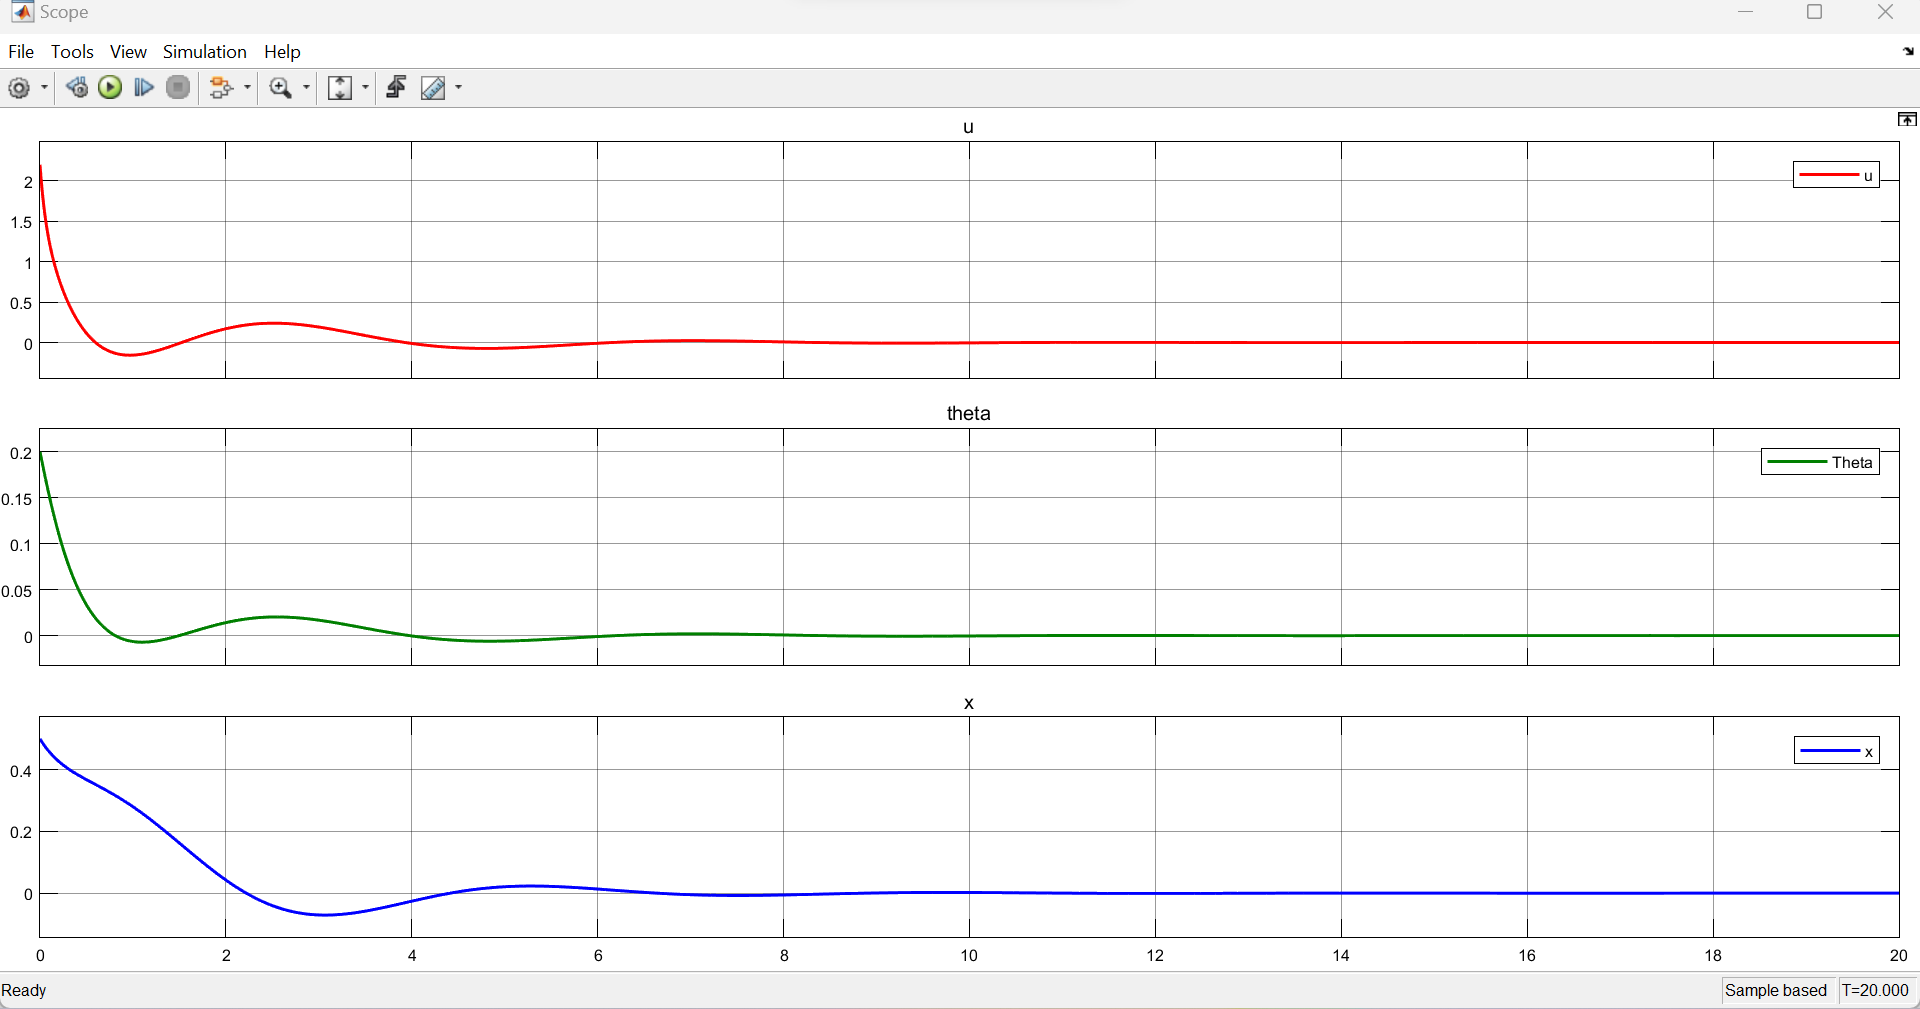 Scope
File Tools View Simulation Help
u
u
2
1.5
1
0.5
0
theta
Theta
0.2
0.15
0.1
0.05
0
x
x
0.4
0.2
0
0 2 4 6 8 10 12 14 16 18 20
Ready Sample based T=20.000